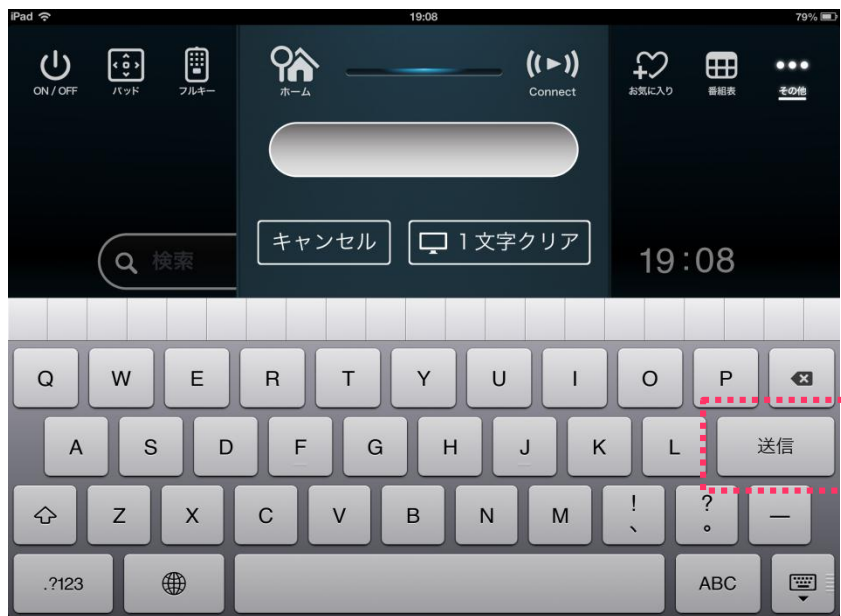 iPad 19:08 79%
ON / OFF パッド フルキー ホーム Connect お気に入り 番組表 その他
キャンセル 1文字クリア
検索 19:08
Q W E R T Y U I O P
A S D F G H J K L 送信
Z X C V B N M ! 、 ? 。 —
.?123 ABC